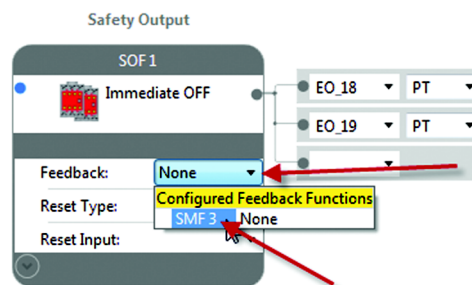 Safety Output
SOF 1
Immediate OFF
EO_18 PT
EO_19 PT
Feedback: None
Configured Feedback Functions
SMF 3 None
Reset Type:
Reset Input: